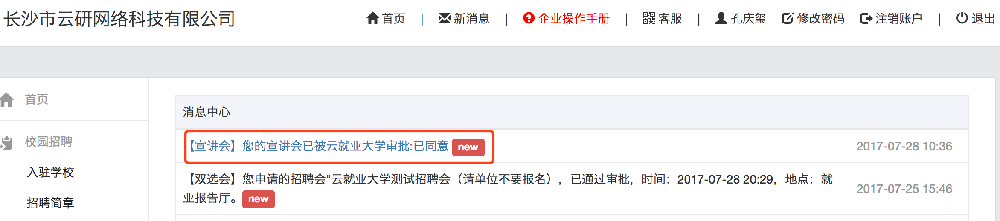 长沙市云研网络科技有限公司
首页 | 新消息 | 企业操作手册 | 客服 | 孔庆玺 修改密码 注销账户 | 退出
首页
校园招聘
入驻学校
招聘简章
消息中心
【宣讲会】您的宣讲会已被云就业大学审批:已同意 new
2017-07-28 10:36
【双选会】您申请的招聘会"云就业大学测试招聘会（请单位不要报名），已通过审批，时间：2017-07-28 20:29，地点：就
业报告厅。 new
2017-07-25 15:46